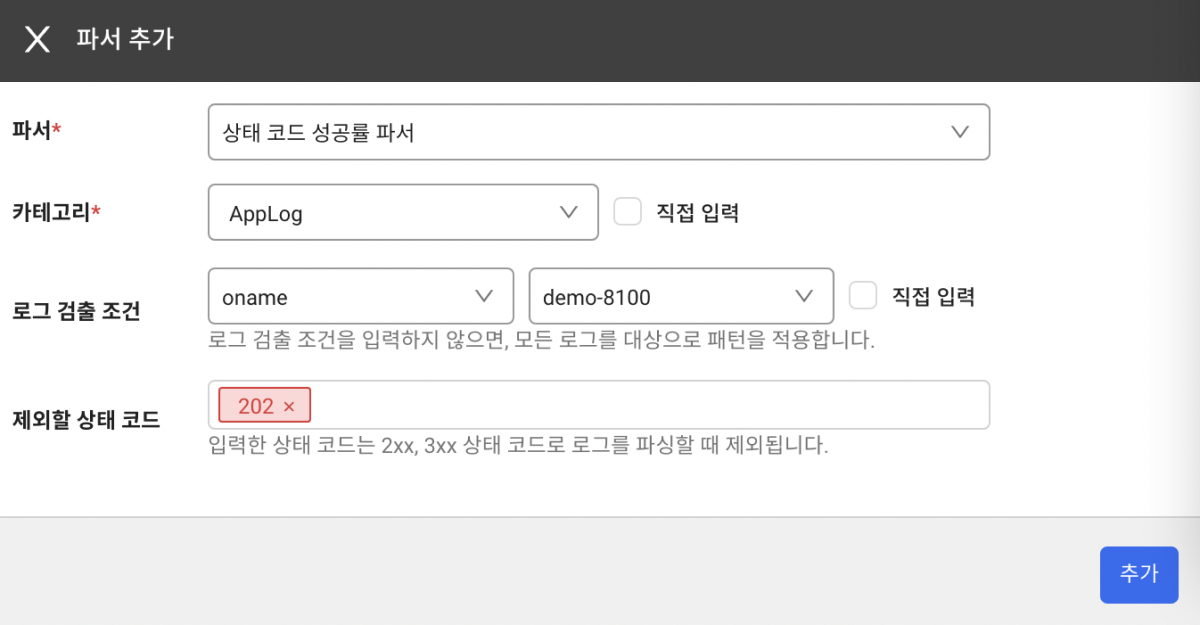 파서 추가
파서*
상태 코드 성공률 파서
카테고리*
AppLog
직접 입력
로그 검출 조건
oname
demo-8100
직접 입력
로그 검출 조건을 입력하지 않으면, 모든 로그를 대상으로 패턴을 적용합니다.
제외할 상태 코드
202 ×
입력한 상태 코드는 2xx, 3xx 상태 코드로 로그를 파싱할 때 제외됩니다.
추가